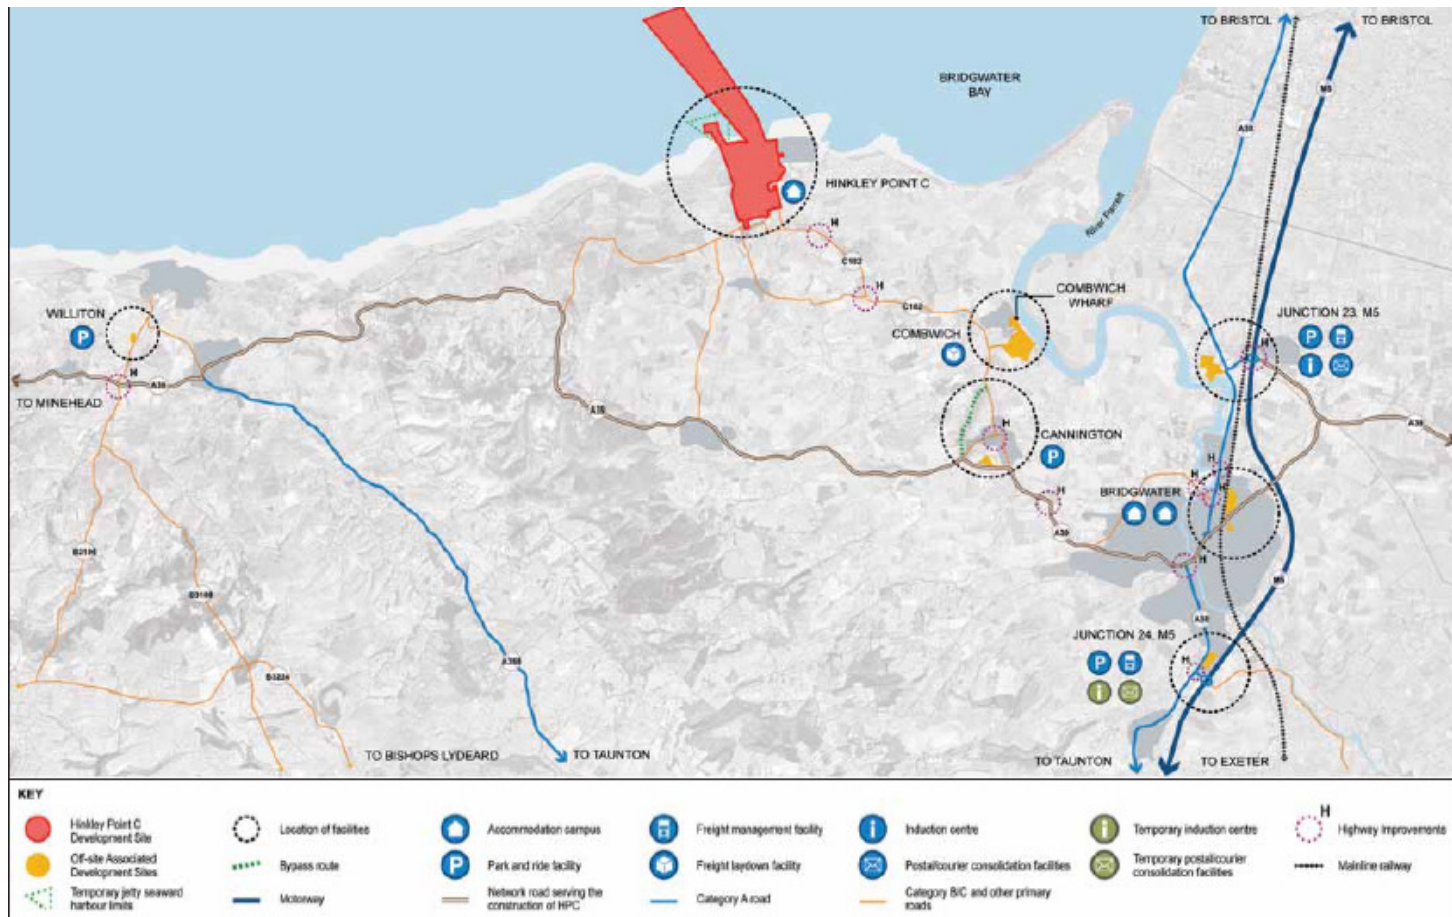 TO BRISTOL
TO BRISTOL
BRIDGWATER
BAY
M5
A38
HINKLEY POINT C
River Parrett
H
C182
H
C182
COMBWICH
WHARF
COMBWICH
WILLITON
P
H
A39
TO MINEHEAD
JUNCTION 23, M5
P
i
H
A39
A39
H
CANNINGTON
P
H
A39
H
H
H
BRIDGWATER
H
M5
A38
JUNCTION 24, M5
P
i
H
B3188
A358
B3224
TO BISHOPS LYDEARD
TO TAUNTON
TO TAUNTON
TO EXETER
KEY
Hinkley Point C
Development Site
Off-site Associated
Development Sites
Temporary jetty seaward
harbour limits
Location of facilities
Bypass route
Motorway
Accommodation campus
P
Park and ride facility
Network road serving the
construction of HPC
Freight management facility
Freight laydown facility
Category A road
i
Induction centre
Postal/courier consolidation facilities
Category B/C and other primary
roads
i
Temporary induction centre
Temporary postal/courier
consolidation facilities
H
Highway Improvements
Mainline railway